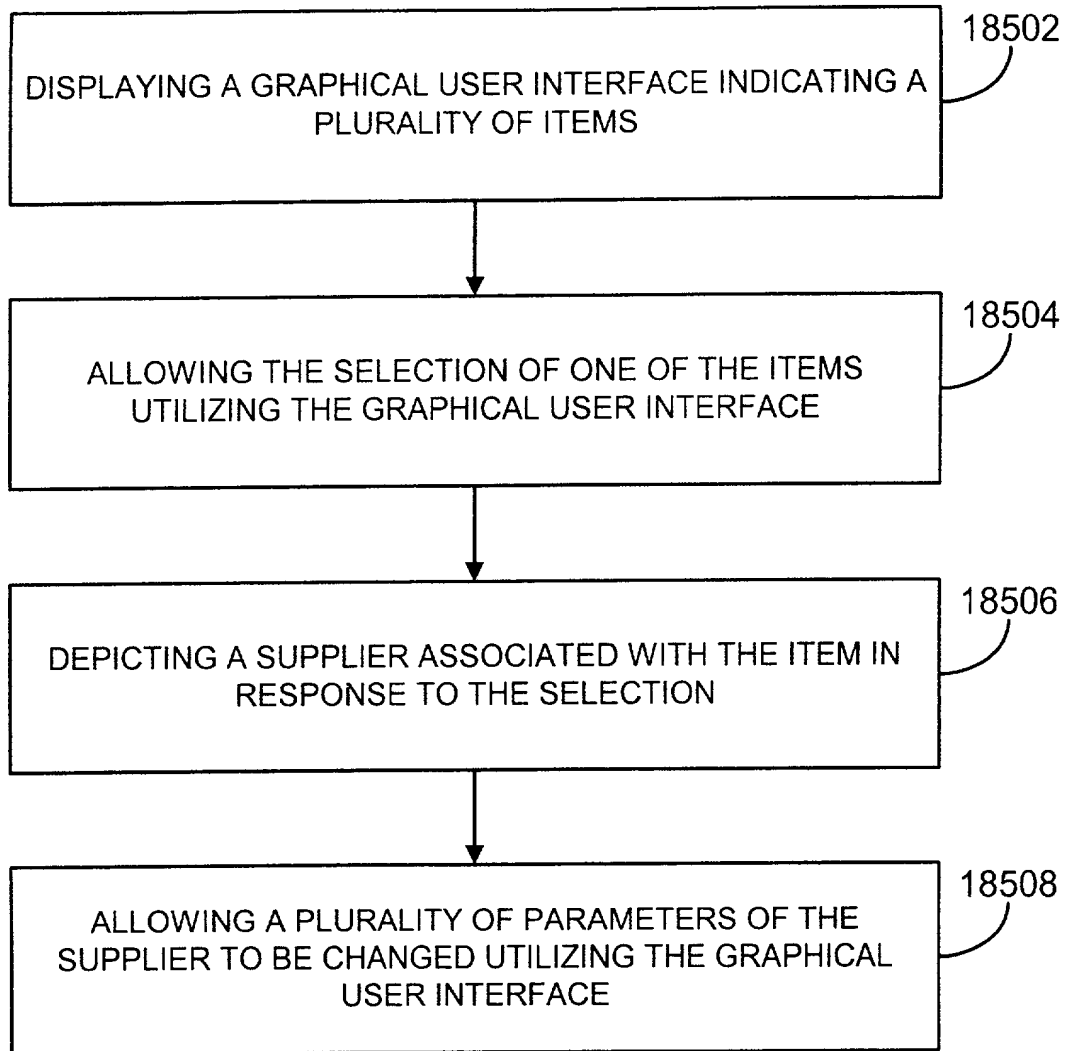 18502
DISPLAYING A GRAPHICAL USER INTERFACE INDICATING A
PLURALITY OF ITEMS
18504
ALLOWING THE SELECTION OF ONE OF THE ITEMS
UTILIZING THE GRAPHICAL USER INTERFACE
18506
DEPICTING A SUPPLIER ASSOCIATED WITH THE ITEM IN
RESPONSE TO THE SELECTION
18508
ALLOWING A PLURALITY OF PARAMETERS OF THE
SUPPLIER TO BE CHANGED UTILIZING THE GRAPHICAL
USER INTERFACE